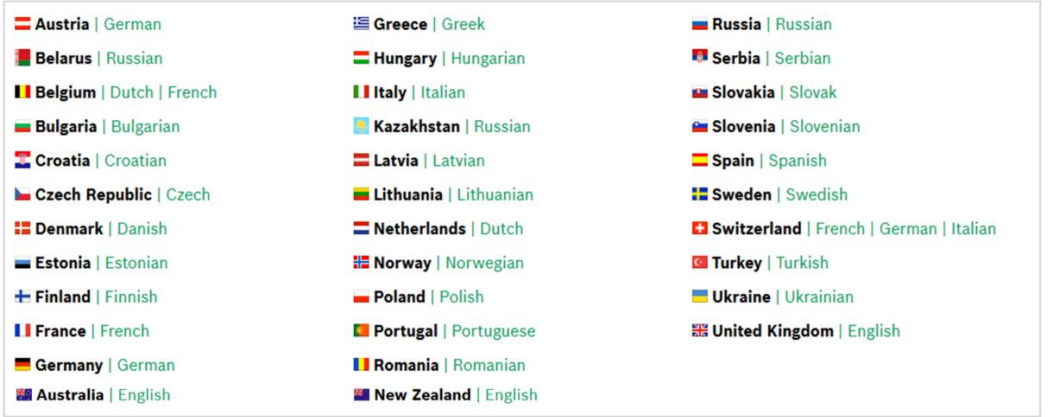 Austria | German
Belarus | Russian
Belgium | Dutch | French
Bulgaria | Bulgarian
Croatia | Croatian
Czech Republic | Czech
Denmark | Danish
Estonia | Estonian
Finland | Finnish
France | French
Germany | German
Australia | English
Greece | Greek
Hungary | Hungarian
Italy | Italian
Kazakhstan | Russian
Latvia | Latvian
Lithuania | Lithuanian
Netherlands | Dutch
Norway | Norwegian
Poland | Polish
Portugal | Portuguese
Romania | Romanian
New Zealand | English
Russia | Russian
Serbia | Serbian
Slovakia | Slovak
Slovenia | Slovenian
Spain | Spanish
Sweden | Swedish
Switzerland | French | German | Italian
Turkey | Turkish
Ukraine | Ukrainian
United Kingdom | English